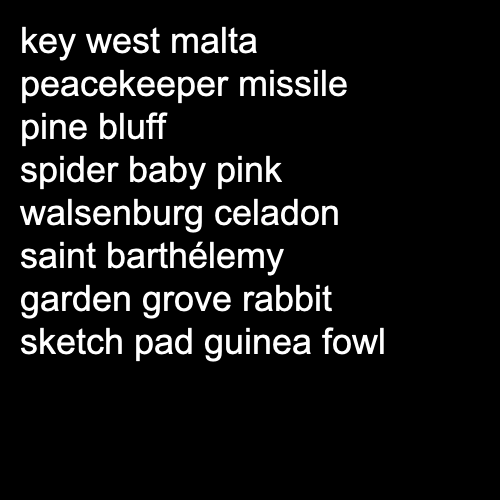 key west malta
peacekeeper missile
pine bluff
spider baby pink
walsenburg celadon
saint barthélemy
garden grove rabbit
sketch pad guinea fowl